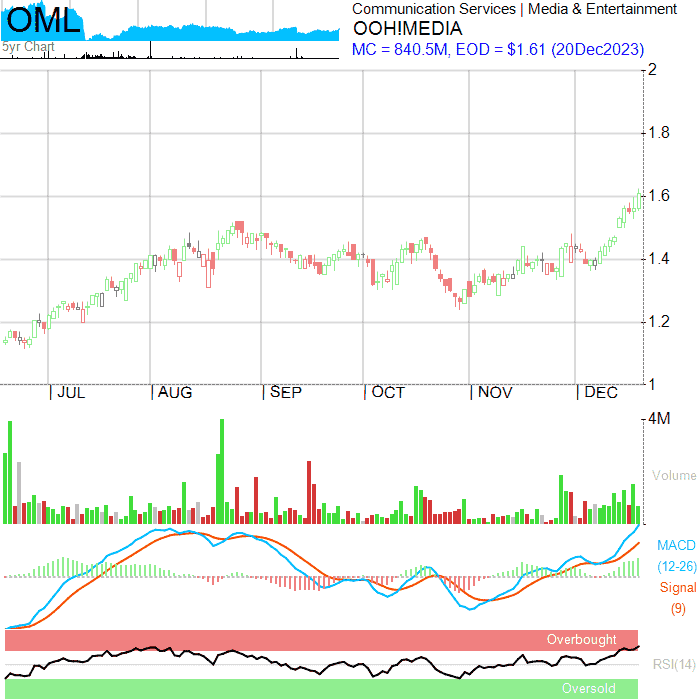 OML
5yr Chart
Communication Services | Media & Entertainment
OOH!MEDIA
MC = 840.5M, EOD = $1.61 (20Dec2023)
2
1.8
1.6
1.4
1.2
1
| JUL | AUG | SEP | OCT | NOV | DEC
4M
Volume
MACD
(12-26)
Signal
(9)
Overbought
RSI(14)
Oversold